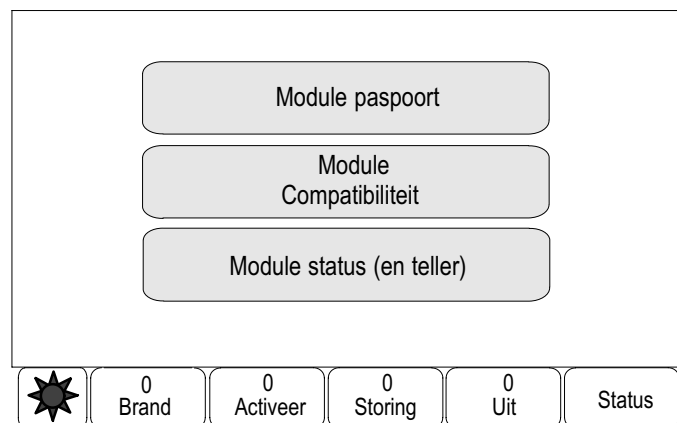 Module paspoort
Module
Compatibiliteit
Module status (en teller)
0
Brand
0
Activeer
0
Storing
0
Uit
Status